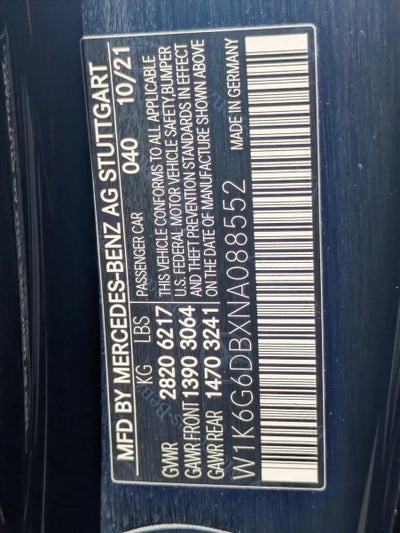 MFD BY MERCEDES-BENZ AG STUTTGART
KG LBS 040 10/21
GVWR 2820 6217 PASSENGER CAR
GAWR FRONT 1390 3064
GAWR REAR 1470 3241
THIS VEHICLE CONFORMS TO ALL APPLICABLE
U.S. FEDERAL MOTOR VEHICLE SAFETY, BUMPER
AND THEFT PREVENTION STANDARDS IN EFFECT
ON THE DATE OF MANUFACTURE SHOWN ABOVE
W1K6G6DBXNA088552 MADE IN GERMANY